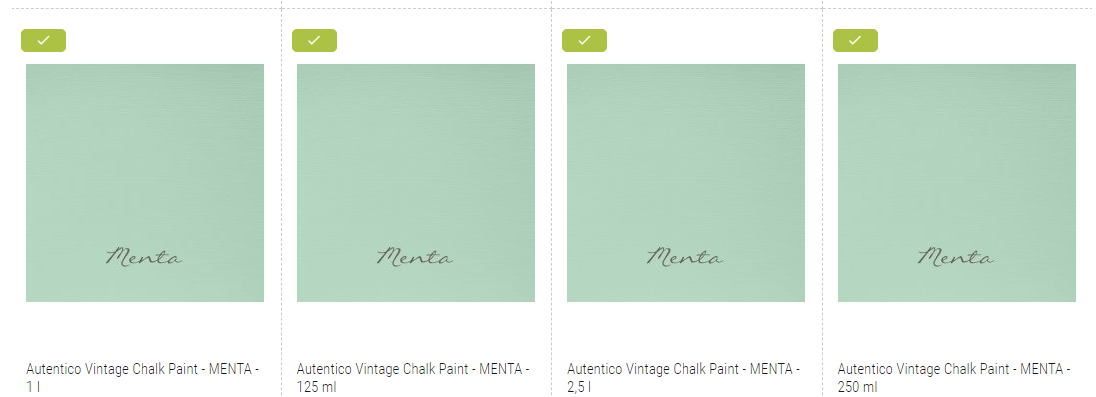 Menta
Autentico Vintage Chalk Paint - MENTA -
1 l
Menta
Autentico Vintage Chalk Paint - MENTA -
125 ml
Menta
Autentico Vintage Chalk Paint - MENTA -
2,5 l
Menta
Autentico Vintage Chalk Paint - MENTA -
250 ml